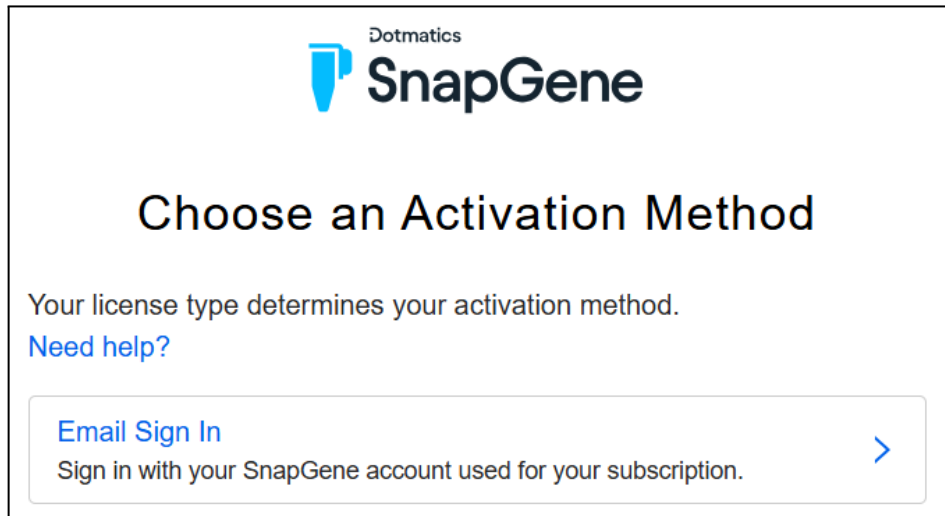 Dotmatics
SnapGene
Choose an Activation Method
Your license type determines your activation method.
Need help?
Email Sign In
Sign in with your SnapGene account used for your subscription.